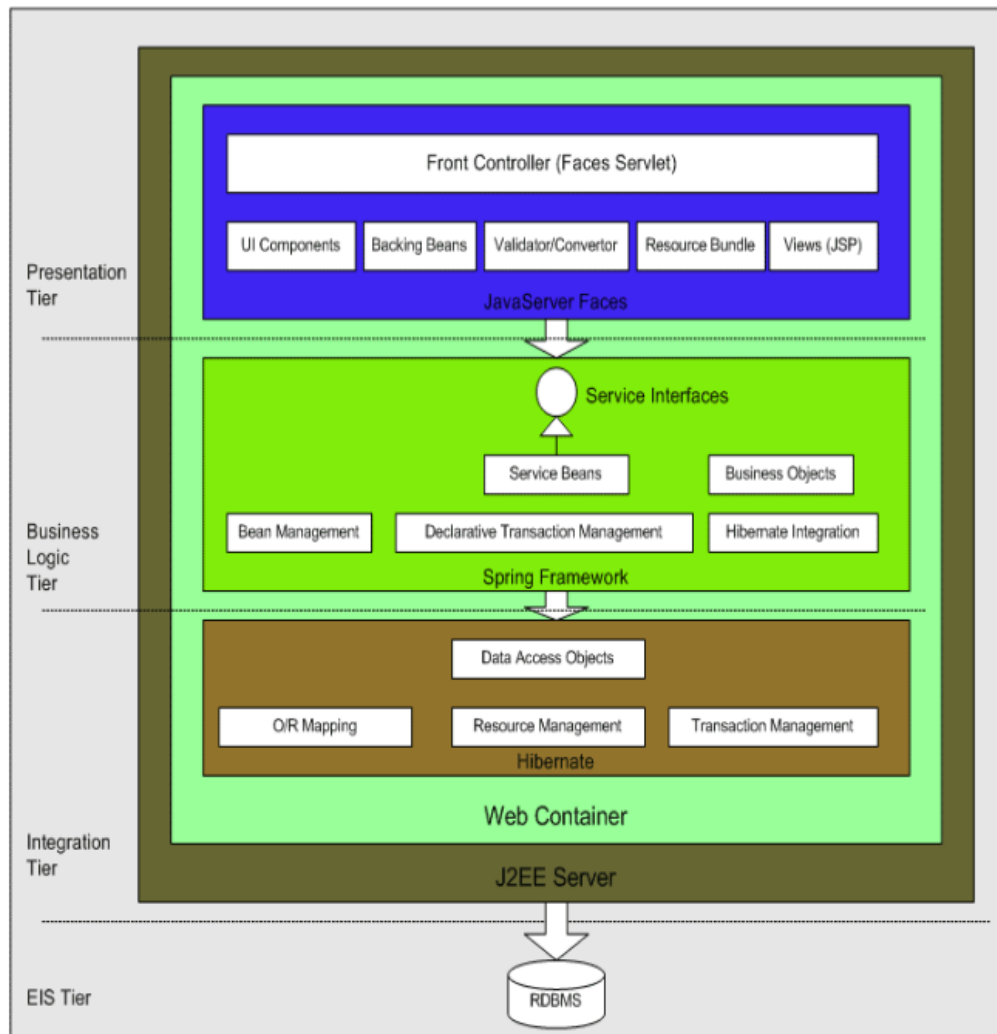 Front Controller (Faces Servlet)
UI Components
Backing Beans
Validator/Convertor
Resource Bundle
Views (JSP)
Presentation
Tier
JavaServer Faces
Service Interfaces
Service Beans
Business Objects
Bean Management
Declarative Transaction Management
Hibernate Integration
Business
Logic
Tier
Spring Framework
Data Access Objects
O/R Mapping
Resource Management
Transaction Management
Hibernate
Web Container
Integration
Tier
J2EE Server
EIS Tier
RDBMS